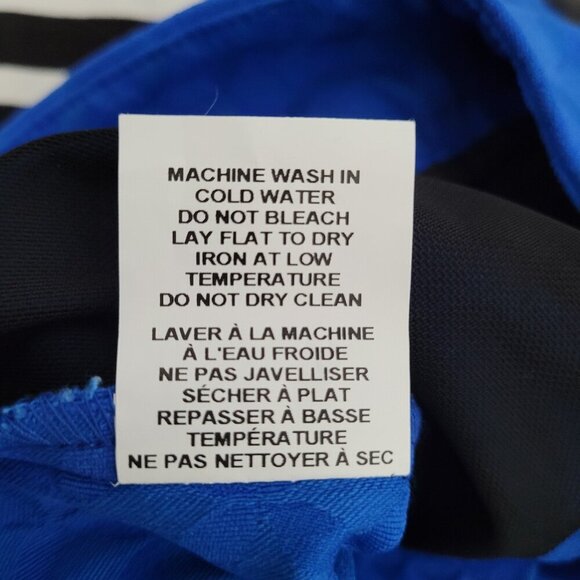 MACHINE WASH IN
COLD WATER
DO NOT BLEACH
LAY FLAT TO DRY
IRON AT LOW
TEMPERATURE
DO NOT DRY CLEAN
LAVER À LA MACHINE
À L'EAU FROIDE
NE PAS JAVELLISER
SÉCHER À PLAT
REPASSER À BASSE
TEMPÉRATURE
NE PAS NETTOYER À SEC